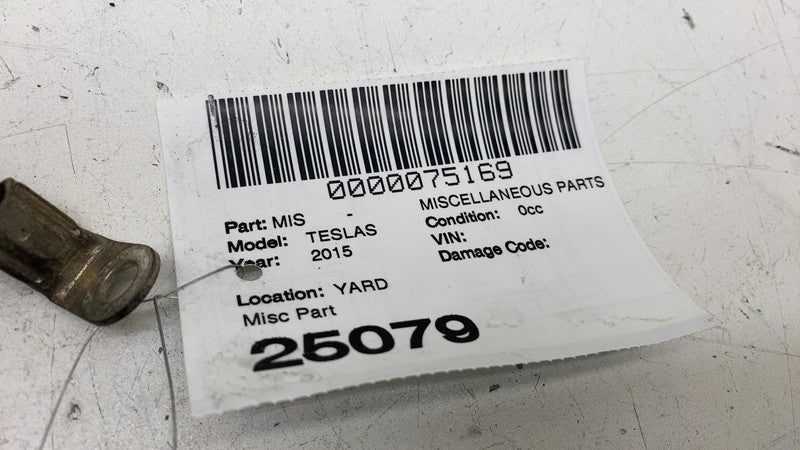 0000075169
Part: MIS - MISCELLANEOUS PARTS
Model: TESLAS Condition: 0cc
Year: 2015 VIN:
Damage Code:
Location: YARD
Misc Part
25079